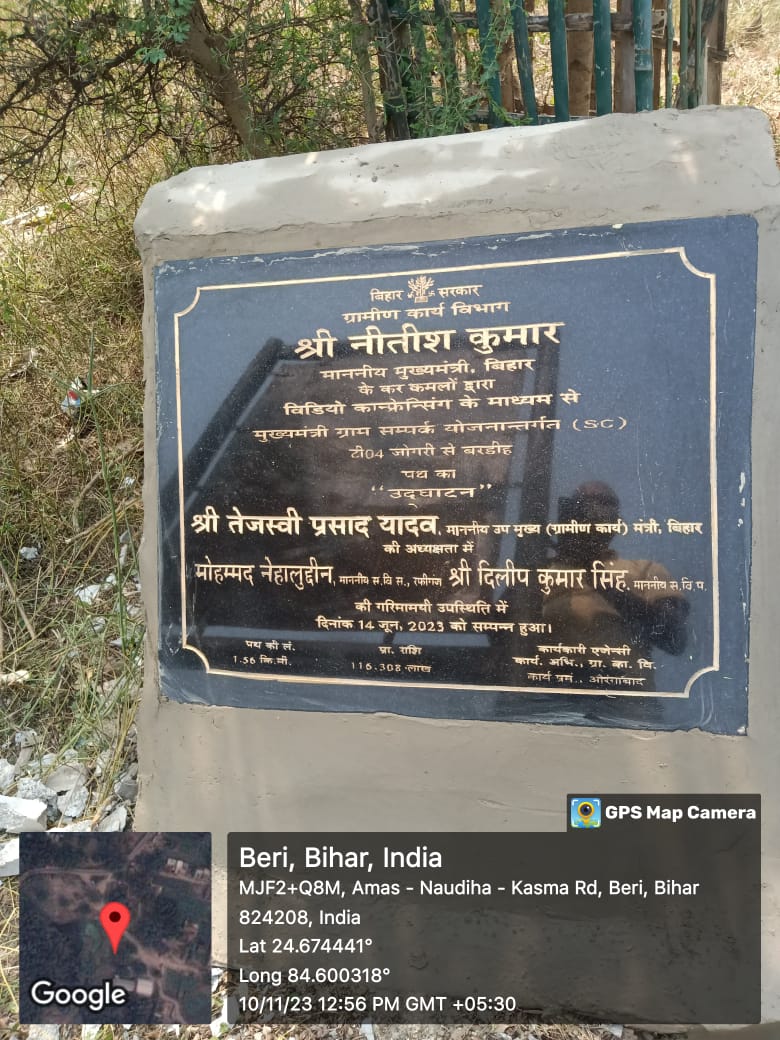 बिहार सरकार
ग्रामीण कार्य विभाग
श्री नीतीश कुमार
माननीय मुख्यमंत्री, बिहार
के कर कमलों द्वारा
विडियो कान्फ्रेन्सिंग के माध्यम से
मुख्यमंत्री ग्राम सम्पर्क योजनान्तर्गत (SC)
टी04 जोगरी से बरडीह
पथ का
“उद्घाटन”
श्री तेजस्वी प्रसाद यादव, माननीय उप मुख्य (ग्रामीण कार्य) मंत्री, बिहार
की अध्यक्षता में
मोहम्मद नेहालुद्दीन, माननीय स.वि.स., रफीगंज श्री दिलीप कुमार सिंह, माननीय स.वि.प.
की गरिमामयी उपस्थिति में
दिनांक 14 जून, 2023 को सम्पन्न हुआ।
पथ की लं. प्रा. राशि कार्यकारी एजेन्सी
1.56 कि.मी. 116.308 लाख कार्य. अभि., ग्रा. का. वि.
कार्य प्रमं., औरंगाबाद
GPS Map Camera
Beri, Bihar, India
MJF2+Q8M, Amas - Naudiha - Kasma Rd, Beri, Bihar
824208, India
Lat 24.674441°
Long 84.600318°
10/11/23 12:56 PM GMT +05:30
Google